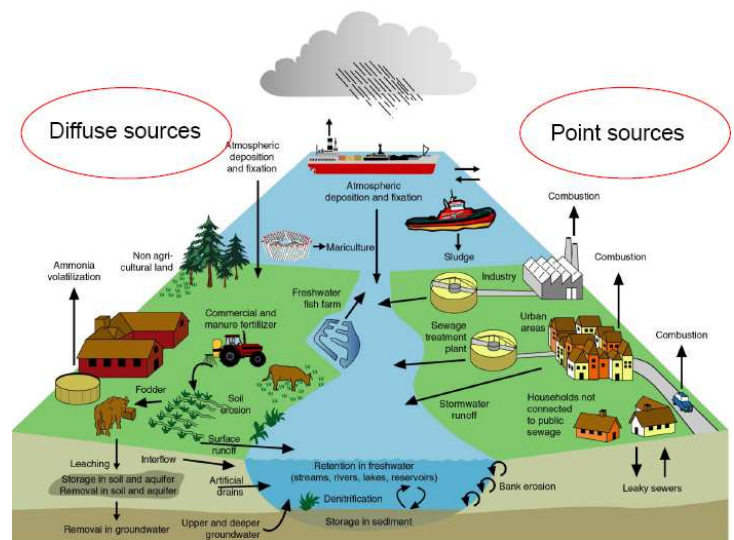 Diffuse sources
Point sources
Atmospheric
deposition
and fixation
Atmospheric
deposition and fixation
Combustion
Non agri-
cultural land
Mariculture
Sludge
Ammonia
volatilization
Industry
Combustion
Freshwater
fish farm
Commercial and
manure fertilizer
Sewage
treatment
plant
Urban
areas
Combustion
Fodder
Soil
erosion
Stormwater
runoff
Households not
connected
to public
sewage
Surface
runoff
Leaching
Interflow
Storage in soil and aquifer
Removal in soil and aquifer
Artificial
drains
Retention in freshwater
(streams, rivers, lakes, reservoirs)
Bank erosion
Leaky sewers
Denitrification
Removal in groundwater
Upper and deeper
groundwater
Storage in sediment